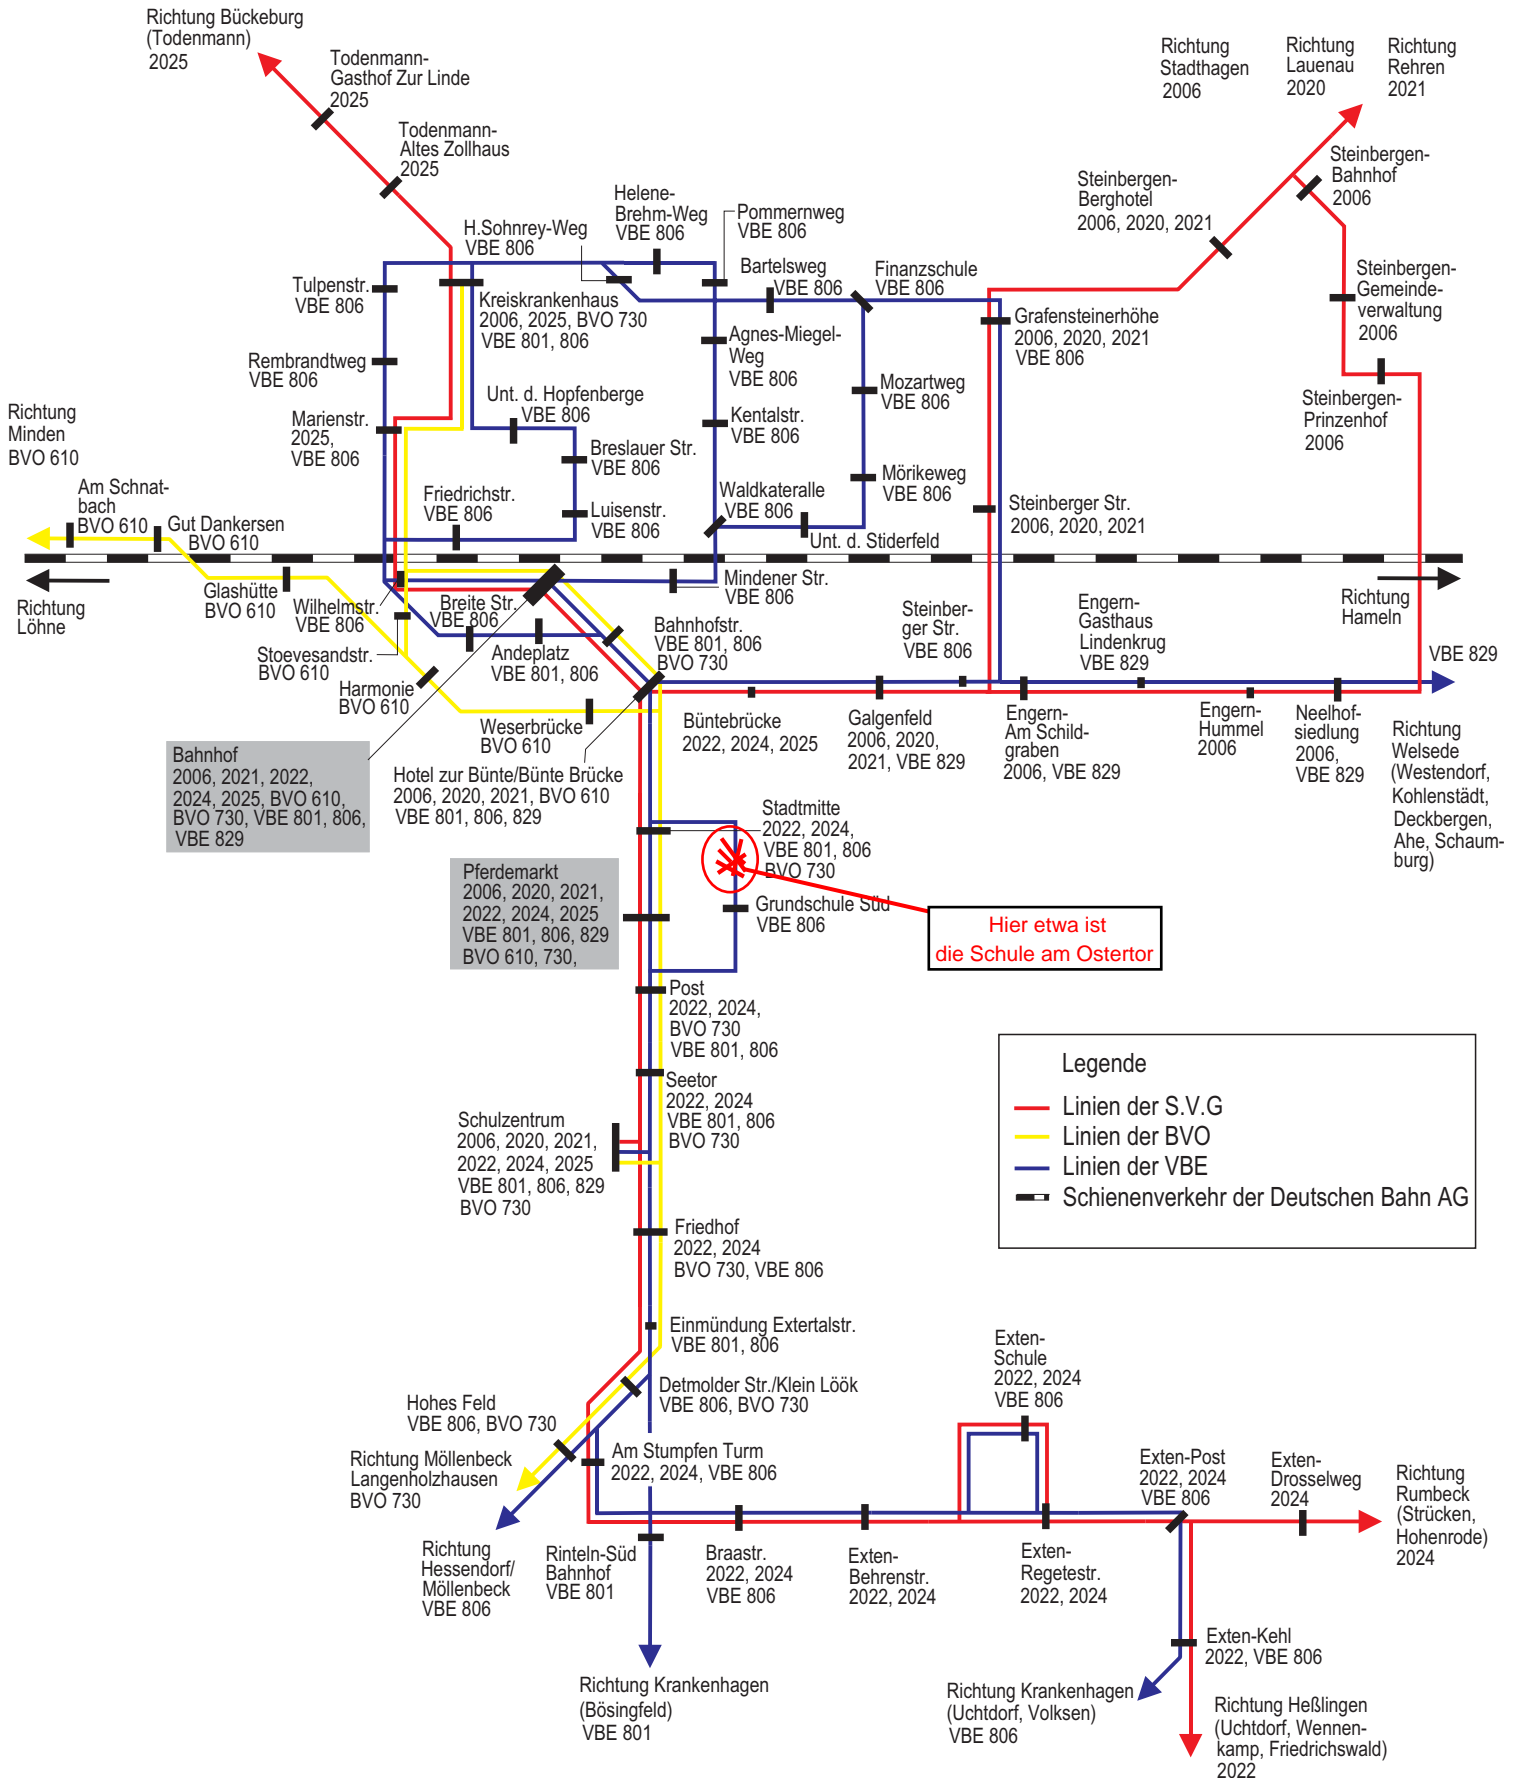 Richtung Bückeburg
(Todenmann)
2025
Todenmann-
Gasthof Zur Linde
2025
Todenmann-
Altes Zollhaus
2025
Richtung
Stadthagen
2006
Richtung
Lauenau
2020
Richtung
Rehren
2021
Steinbergen-
Bahnhof
2006
Steinbergen-
Berghotel
2006, 2020, 2021
Steinbergen-
Gemeinde-
verwaltung
2006
Steinbergen-
Prinzenhof
2006
Helene-
Brehm-Weg
VBE 806
Pommernweg
VBE 806
H.Sohnrey-Weg
VBE 806
Bartelsweg
VBE 806
Finanzschule
VBE 806
Tulpenstr.
VBE 806
Kreiskrankenhaus
2006, 2025, BVO 730
VBE 801, 806
Grafensteinerhöhe
2006, 2020, 2021
VBE 806
Agnes-Miegel-
Weg
VBE 806
Rembrandtweg
VBE 806
Unt. d. Hopfenberge
VBE 806
Mozartweg
VBE 806
Richtung
Minden
BVO 610
Marienstr.
2025,
VBE 806
Kentalstr.
VBE 806
Breslauer Str.
VBE 806
Mörikeweg
VBE 806
Am Schnat-
bach
BVO 610
Gut Dankersen
BVO 610
Friedrichstr.
VBE 806
Luisenstr.
VBE 806
Waldkateralle
VBE 806
Unt. d. Stiderfeld
Steinberger Str.
2006, 2020, 2021
Richtung
Löhne
Glashütte
BVO 610
Wilhelmstr.
VBE 806
Breite Str.
VBE 806
Mindener Str.
VBE 806
Richtung
Hameln
Stoevesandstr.
BVO 610
Andeplatz
VBE 801, 806
Bahnhofstr.
VBE 801, 806
BVO 730
Steinber-
ger Str.
VBE 806
Engern-
Gasthaus
Lindenkrug
VBE 829
VBE 829
Harmonie
BVO 610
Weserbrücke
BVO 610
Büntebrücke
2022, 2024, 2025
Galgenfeld
2006, 2020,
2021, VBE 829
Engern-
Am Schild-
graben
2006, VBE 829
Engern-
Hummel
2006
Neelhof-
siedlung
2006,
VBE 829
Richtung
Welsede
(Westendorf,
Kohlenstädt,
Deckbergen,
Ahe, Schaum-
burg)
Bahnhof
2006, 2021, 2022,
2024, 2025, BVO 610,
BVO 730, VBE 801, 806,
VBE 829
Hotel zur Bünte/Bünte Brücke
2006, 2020, 2021, BVO 610
VBE 801, 806, 829
Stadtmitte
2022, 2024,
VBE 801, 806
BVO 730
Pferdemarkt
2006, 2020, 2021,
2022, 2024, 2025
VBE 801, 806, 829
BVO 610, 730,
Grundschule Süd
VBE 806
Hier etwa ist
die Schule am Ostertor
Post
2022, 2024,
BVO 730
VBE 801, 806
Legende
Linien der S.V.G
Linien der BVO
Linien der VBE
Schienenverkehr der Deutschen Bahn AG
Seetor
2022, 2024
VBE 801, 806
BVO 730
Schulzentrum
2006, 2020, 2021,
2022, 2024, 2025
VBE 801, 806, 829
BVO 730
Friedhof
2022, 2024
BVO 730, VBE 806
Einmündung Extertalstr.
VBE 801, 806
Detmolder Str./Klein Löök
VBE 806, BVO 730
Hohes Feld
VBE 806, BVO 730
Richtung Möllenbeck
Langenholzhausen
BVO 730
Am Stumpfen Turm
2022, 2024, VBE 806
Exten-
Schule
2022, 2024
VBE 806
Exten-Post
2022, 2024
VBE 806
Exten-
Drosselweg
2024
Richtung
Rumbeck
(Strücken,
Hohenrode)
2024
Richtung
Hessendorf/
Möllenbeck
VBE 806
Rinteln-Süd
Bahnhof
VBE 801
Braastr.
2022, 2024
VBE 806
Exten-
Behrenstr.
2022, 2024
Exten-
Regetestr.
2022, 2024
Exten-Kehl
2022, VBE 806
Richtung Krankenhagen
(Bösingfeld)
VBE 801
Richtung Krankenhagen
(Uchtdorf, Volksen)
VBE 806
Richtung Heßlingen
(Uchtdorf, Wennen-
kamp, Friedrichswald)
2022